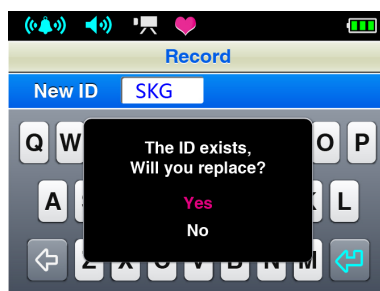 Record
New ID SKG
Q W O P
The ID exists,
Will you replace?
A L
Yes
No
Z X C V B N M